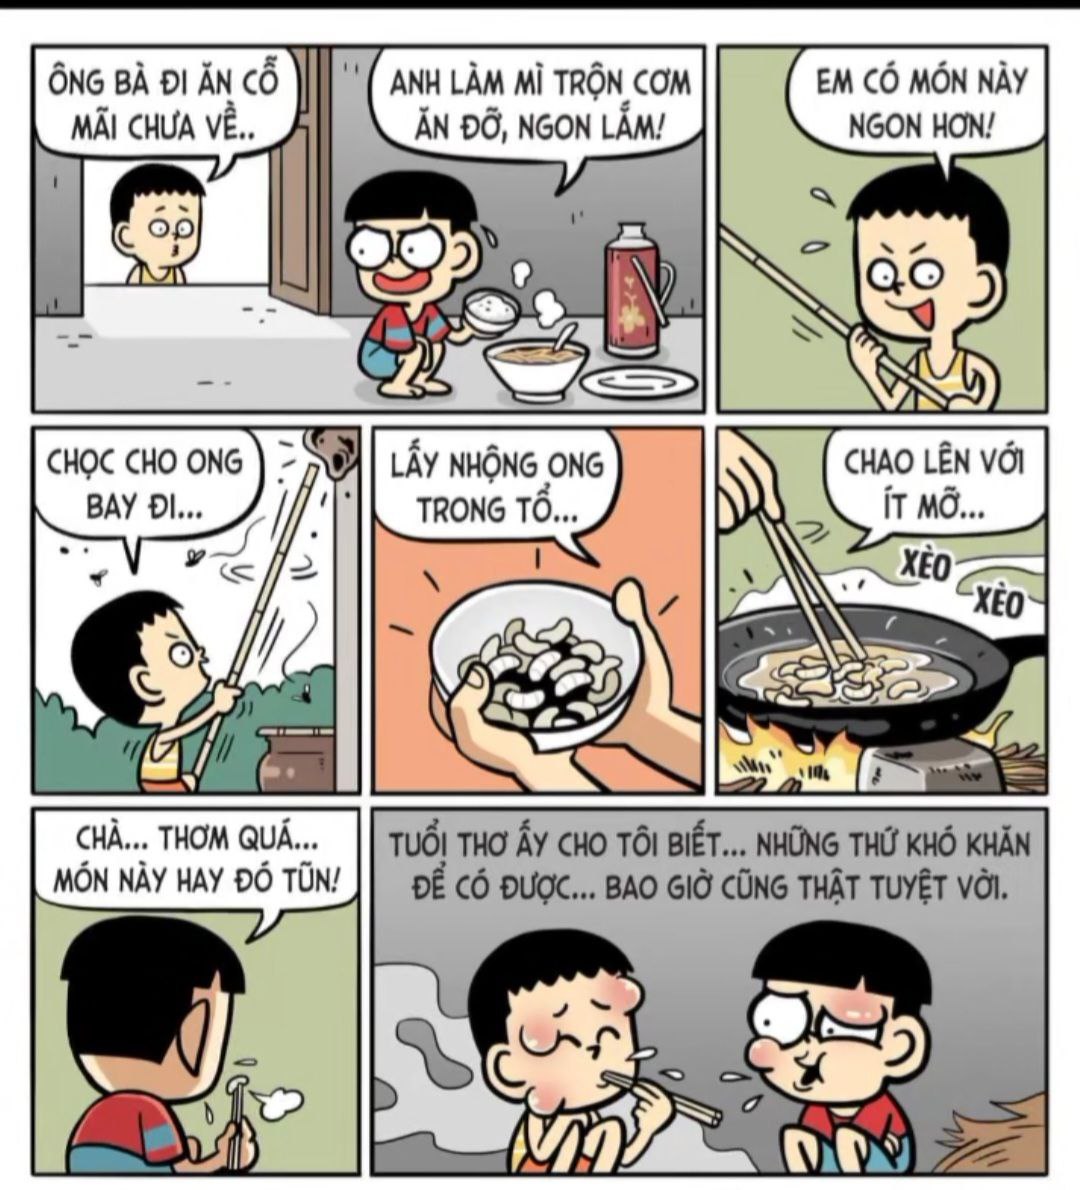 ÔNG BÀ ĐI ĂN CỖ
MÃI CHƯA VỀ..
ANH LÀM MÌ TRỘN CƠM
ĂN ĐỠ, NGON LẮM!
EM CÓ MÓN NÀY
NGON HƠN!
CHỌC CHO ONG
BAY ĐI...
LẤY NHỘNG ONG
TRONG TỔ...
CHAO LÊN VỚI
ÍT MỠ...
XÈO
XÈO
CHÀ... THƠM QUÁ...
MÓN NÀY HAY ĐÓ TŨN!
TUỔI THƠ ẤY CHO TÔI BIẾT... NHỮNG THỨ KHÓ KHĂN
ĐỂ CÓ ĐƯỢC... BAO GIỜ CŨNG THẬT TUYỆT VỜI.